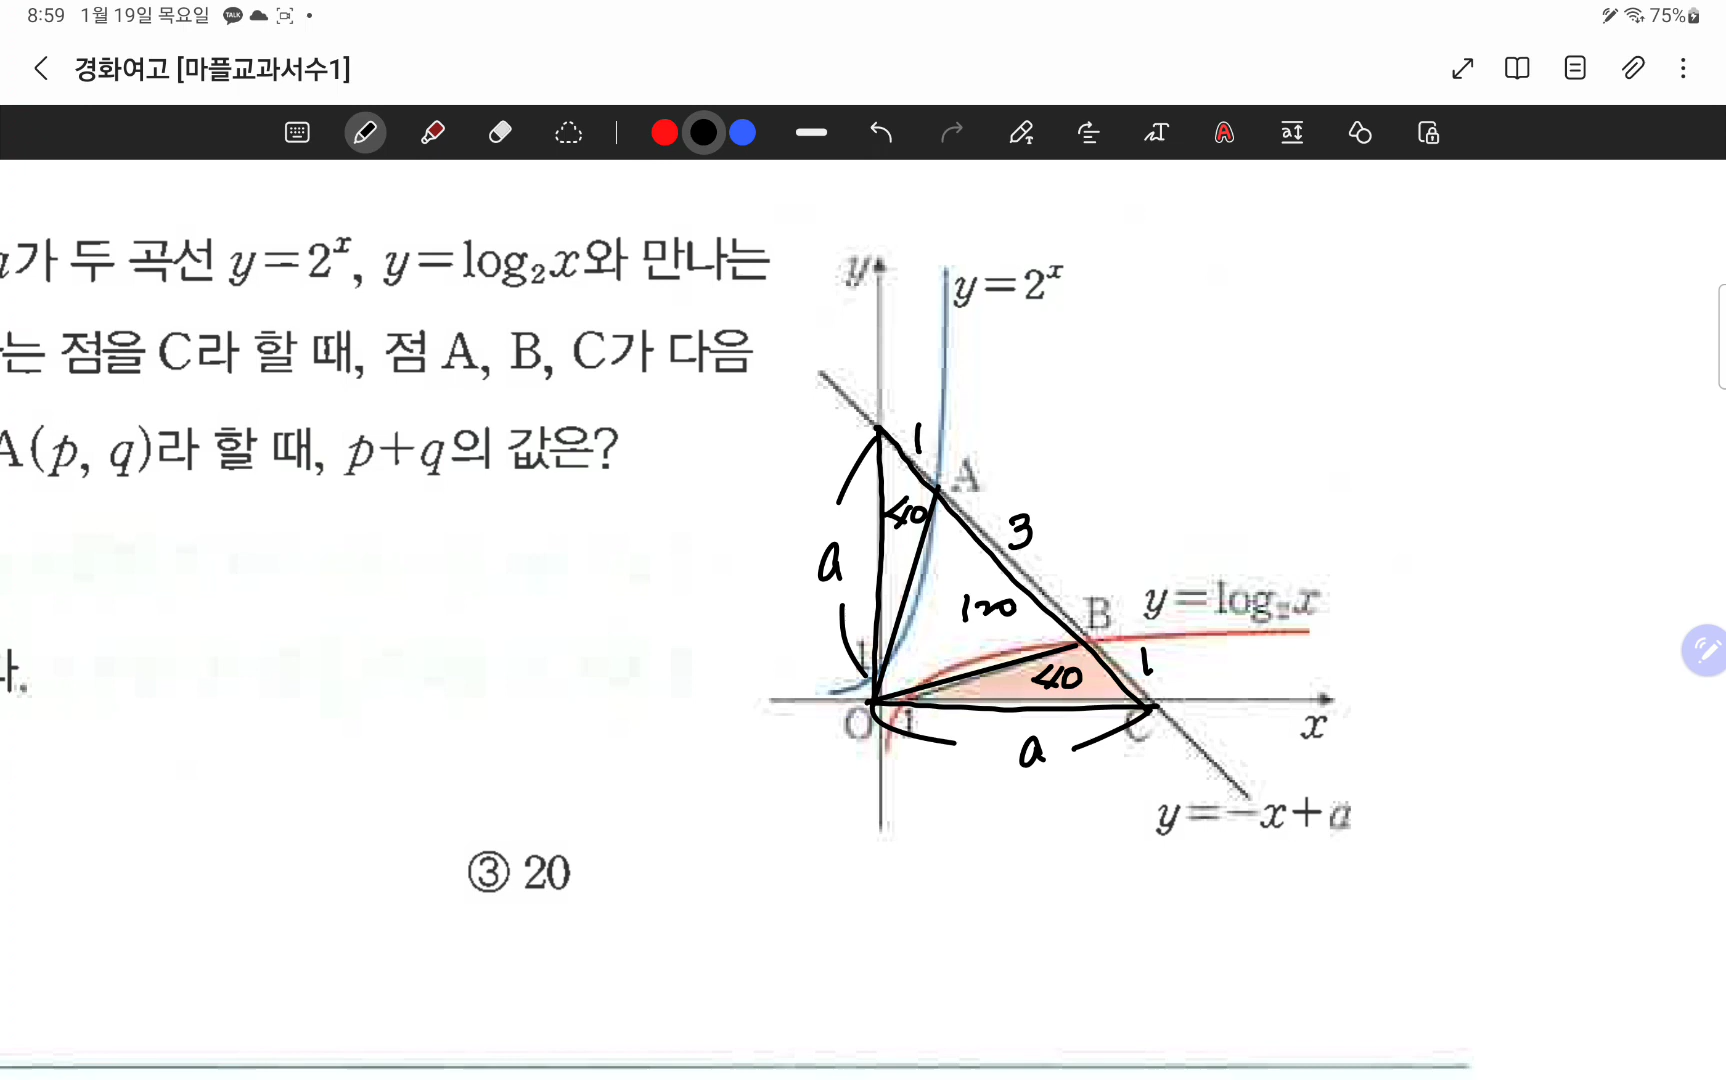 8:59 1월 19일 목요일 TALK
75%
경화여고 [마플교과서수1]
가 두 곡선 y=2^x, y=log₂x와 만나는
는 점을 C라 할 때, 점 A, B, C가 다음
A(p, q)라 할 때, p+q의 값은?
다.
③ 20
y
y=2^x
1
A
40
3
a
120
B
y=log₂x
1
1
40
O
1
C
x
a
y=-x+a